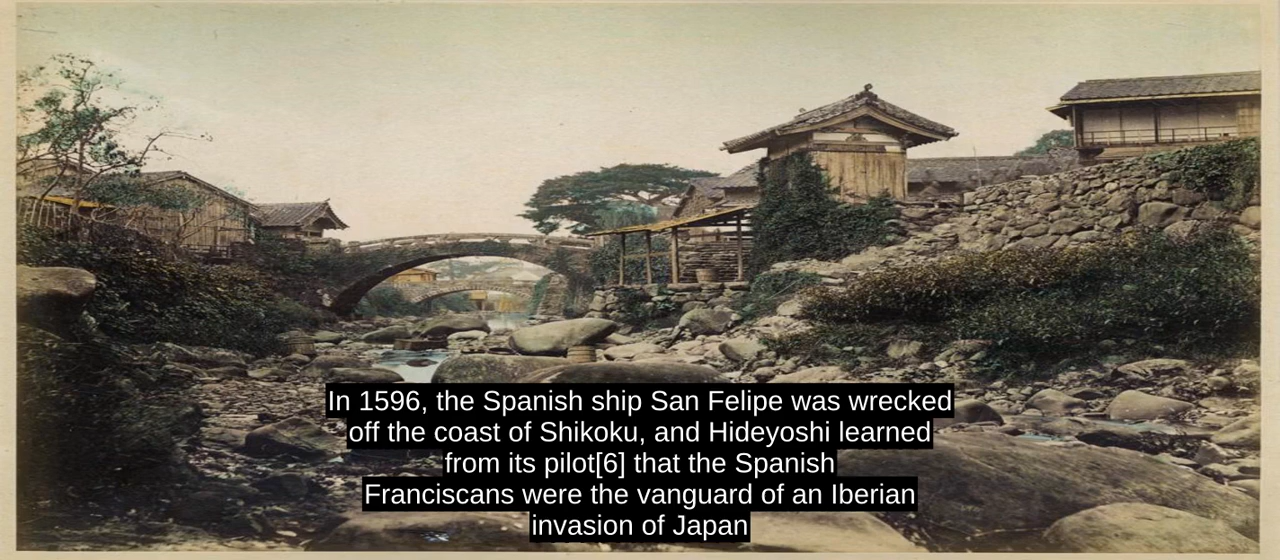 In 1596, the Spanish ship San Felipe was wrecked
off the coast of Shikoku, and Hideyoshi learned
from its pilot[6] that the Spanish
Franciscans were the vanguard of an Iberian
invasion of Japan